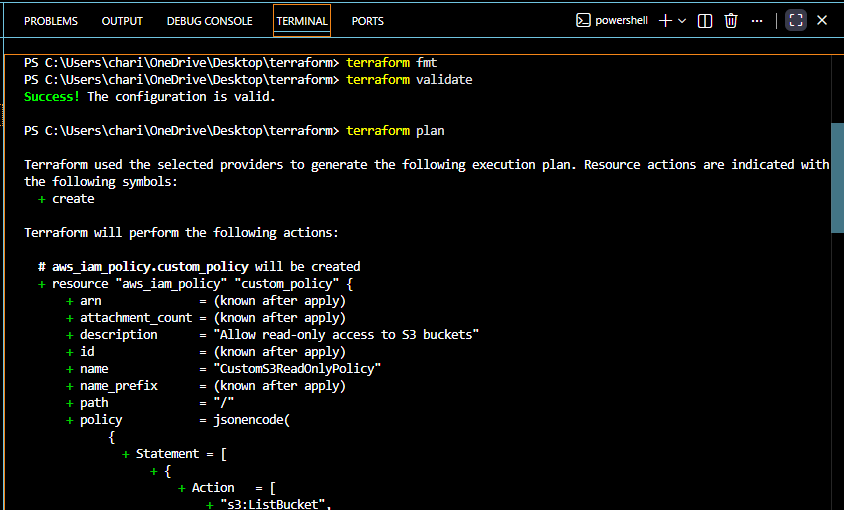 PROBLEMS OUTPUT DEBUG CONSOLE TERMINAL PORTS powershell
PS C:\Users\chari\OneDrive\Desktop\terraform> terraform fmt
PS C:\Users\chari\OneDrive\Desktop\terraform> terraform validate
Success! The configuration is valid.
PS C:\Users\chari\OneDrive\Desktop\terraform> terraform plan
Terraform used the selected providers to generate the following execution plan. Resource actions are indicated with
the following symbols:
  + create
Terraform will perform the following actions:
  # aws_iam_policy.custom_policy will be created
  + resource "aws_iam_policy" "custom_policy" {
      + arn              = (known after apply)
      + attachment_count = (known after apply)
      + description      = "Allow read-only access to S3 buckets"
      + id               = (known after apply)
      + name             = "CustomS3ReadOnlyPolicy"
      + name_prefix      = (known after apply)
      + path             = "/"
      + policy           = jsonencode(
            {
              + Statement = [
                  + {
                      + Action   = [
                          + "s3:ListBucket",